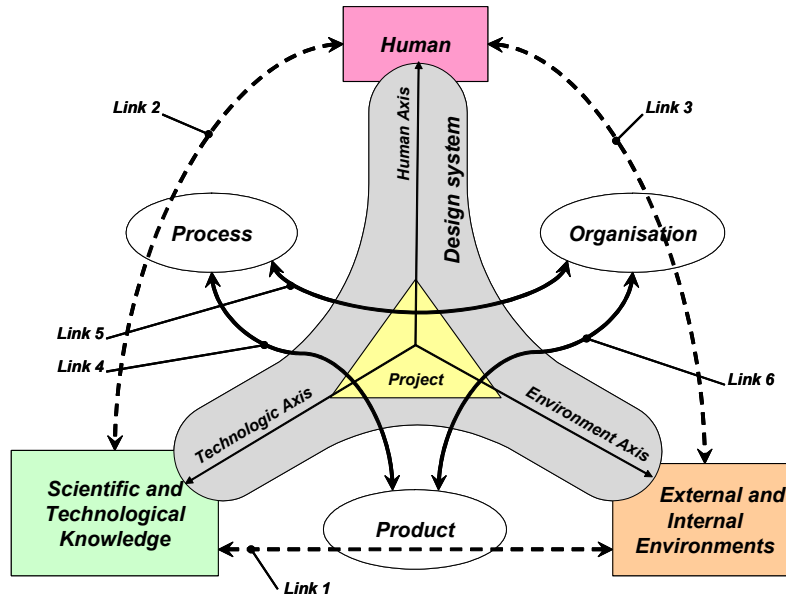 Human
Link 2
Link 3
Human Axis
Design system
Process
Organisation
Link 5
Link 4
Link 6
Project
Technologic Axis
Environment Axis
Scientific and
Technological
Knowledge
Product
External and
Internal
Environments
Link 1